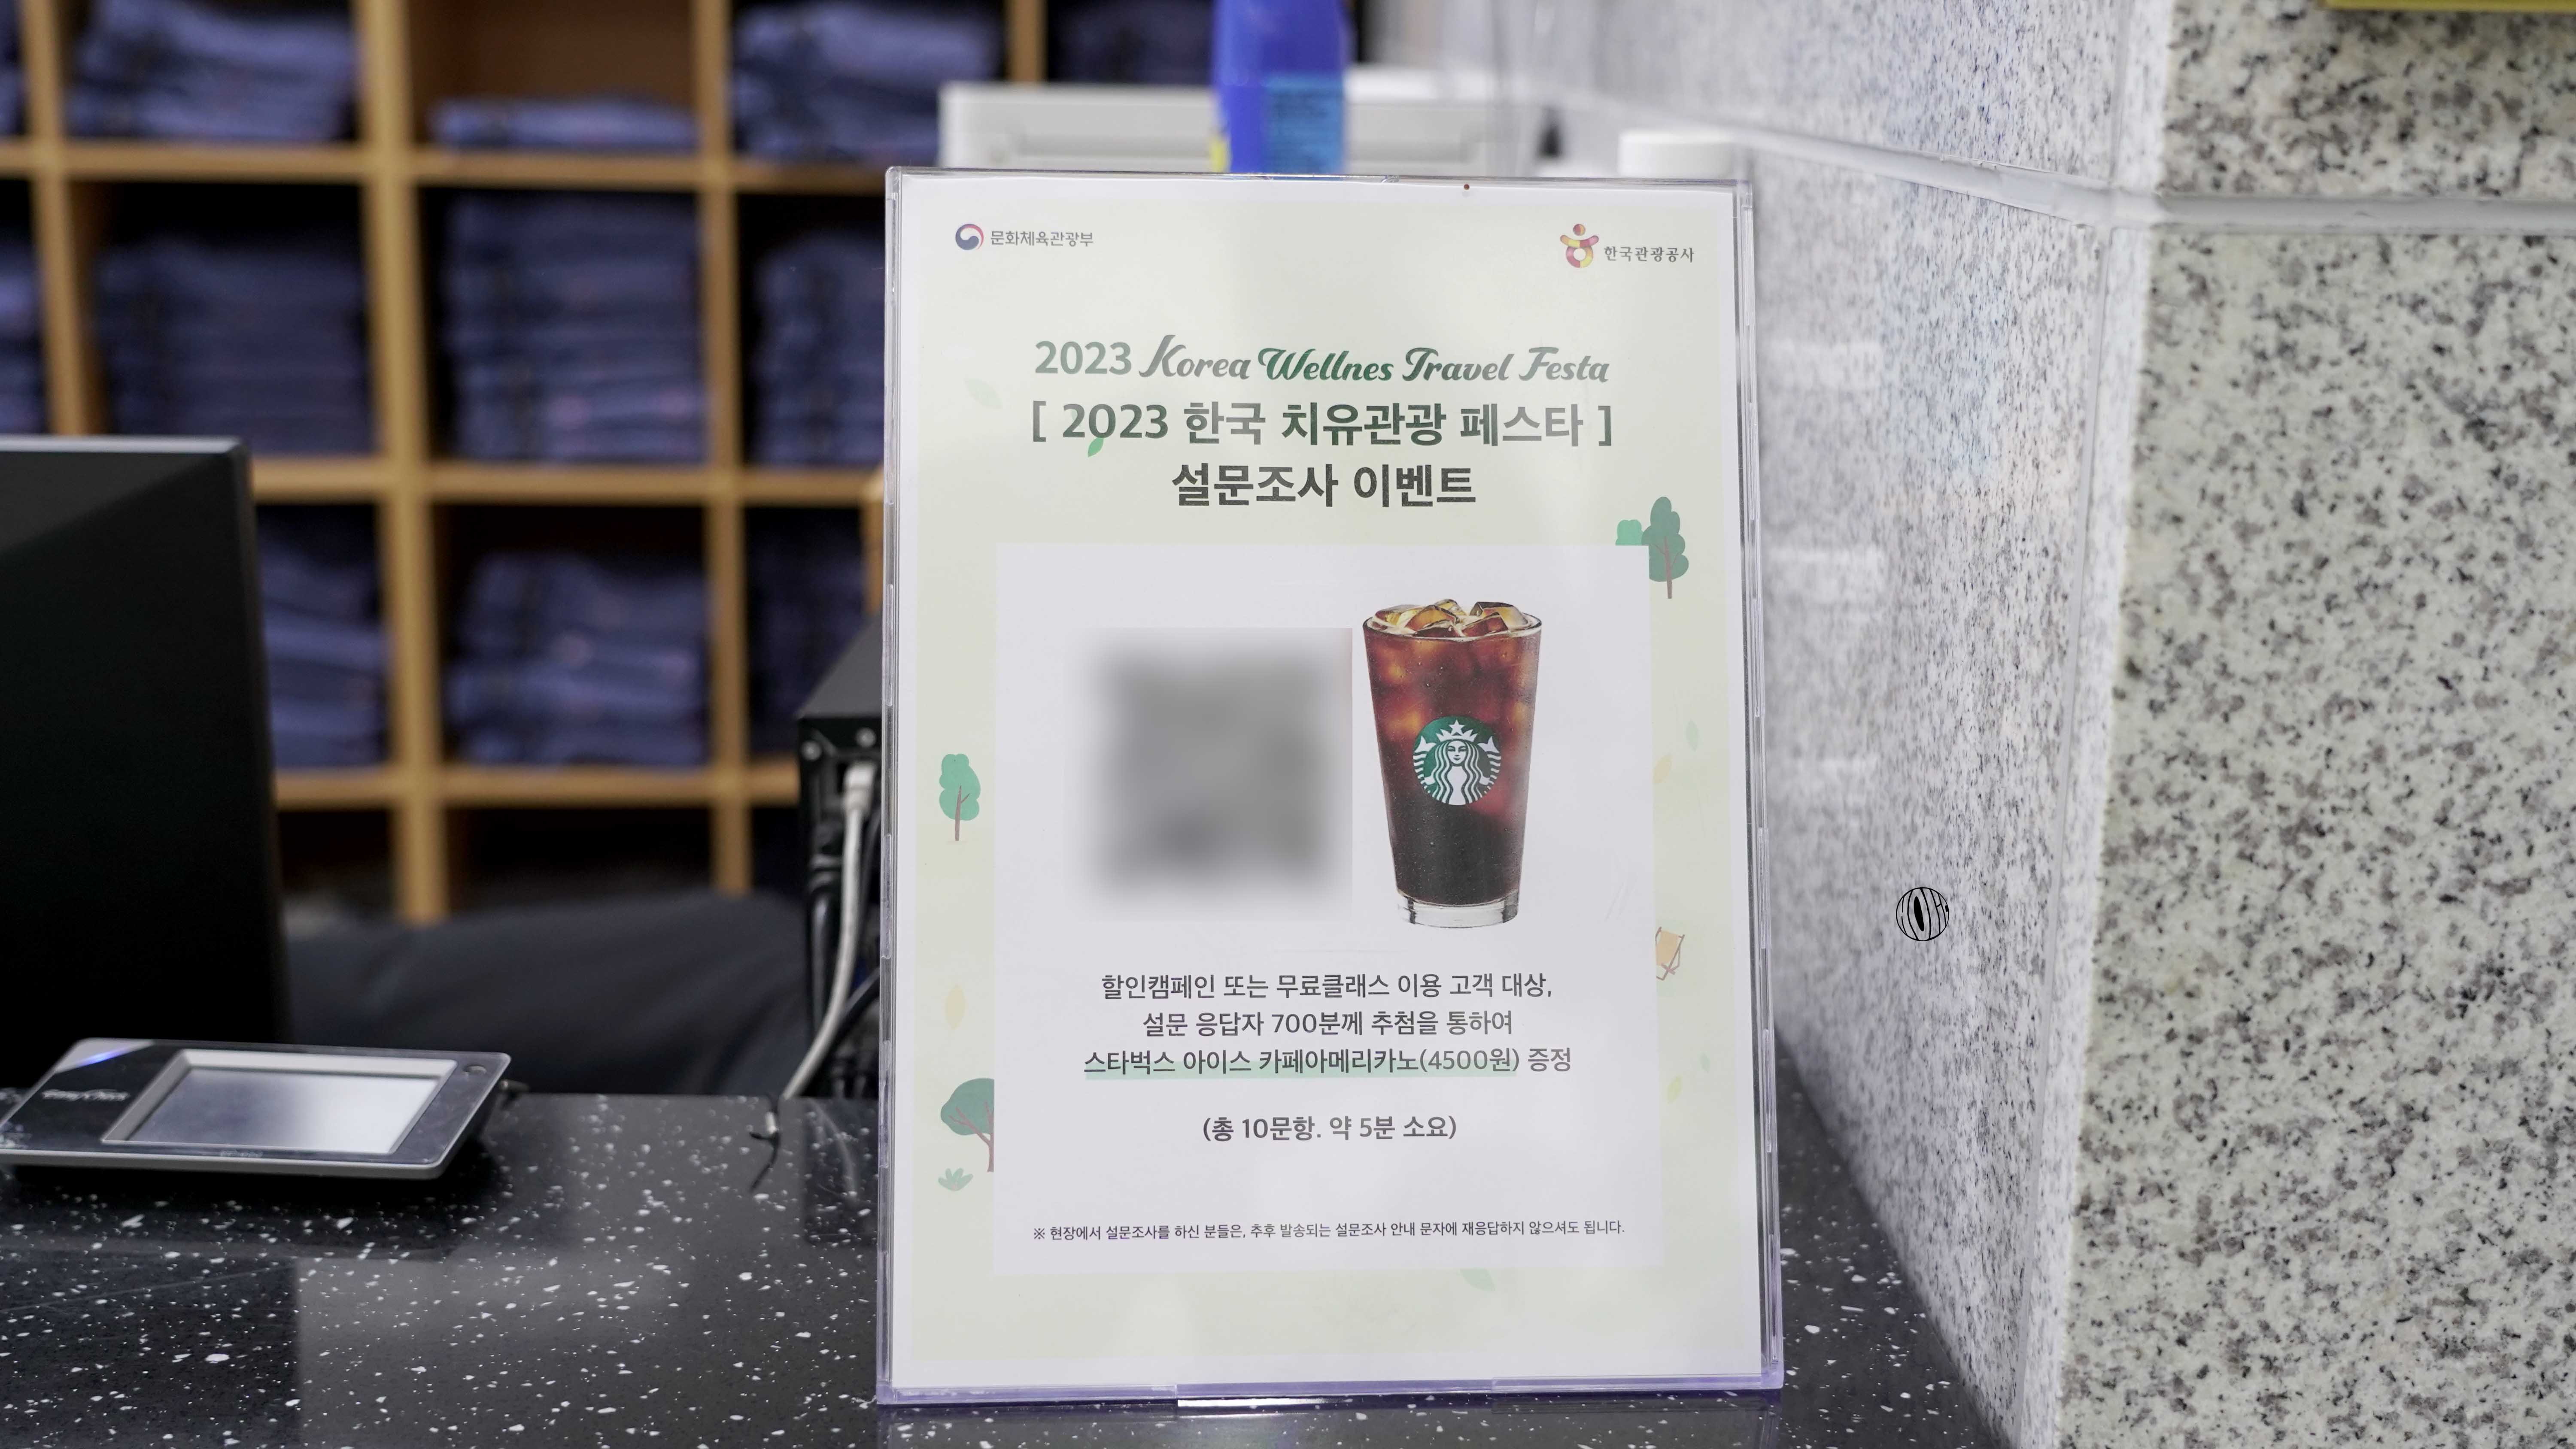 문화체육관광부
한국관광공사
2023 Korea Wellnes Travel Festa
[ 2023 한국 치유관광 페스타 ]
설문조사 이벤트
할인캠페인 또는 무료클래스 이용 고객 대상,
설문 응답자 700분께 추첨을 통하여
스타벅스 아이스 카페아메리카노(4500원) 증정
(총 10문항. 약 5분 소요)
※ 현장에서 설문조사를 하신 분들은, 추후 발송되는 설문조사 안내 문자에 재응답하지 않으셔도 됩니다.